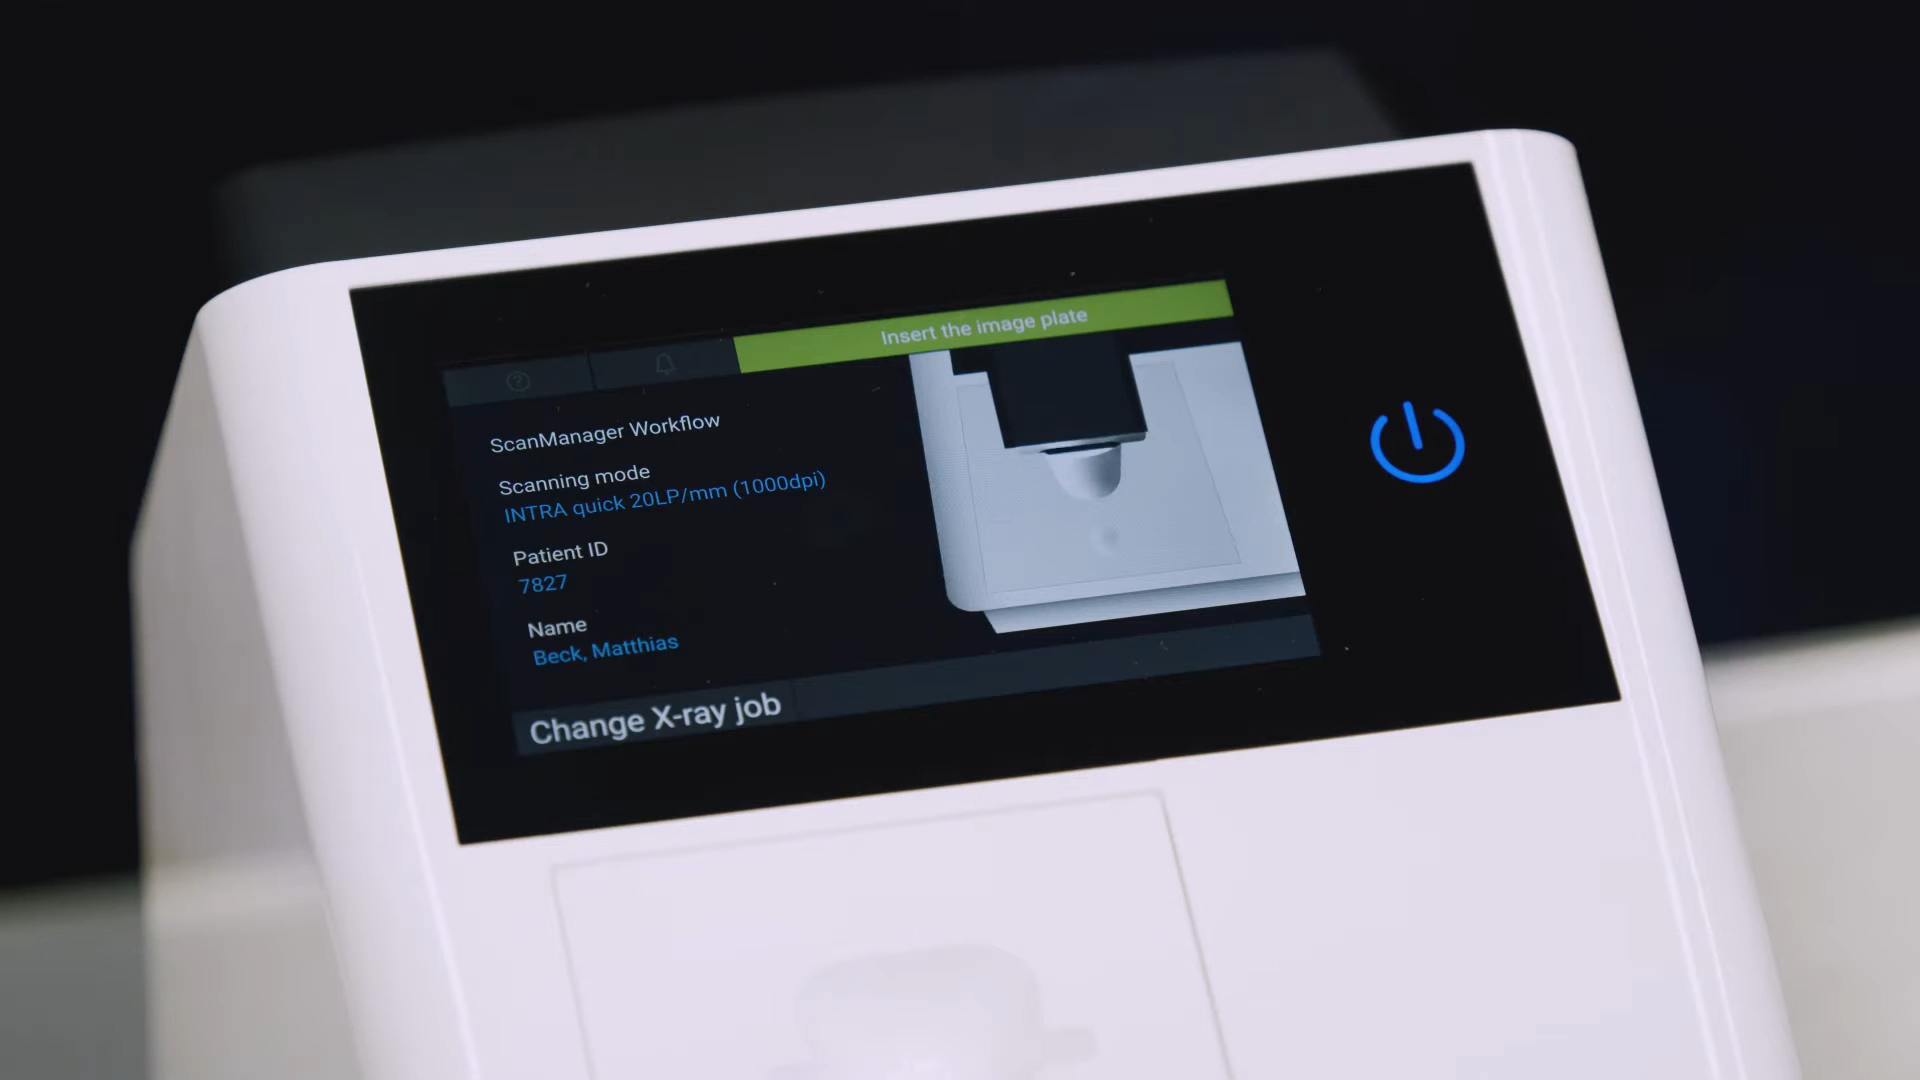 Insert the image plate
ScanManager Workflow
Scanning mode
INTRA quick 20LP/mm (1000dpi)
Patient ID
7827
Name
Beck, Matthias
Change X-ray job